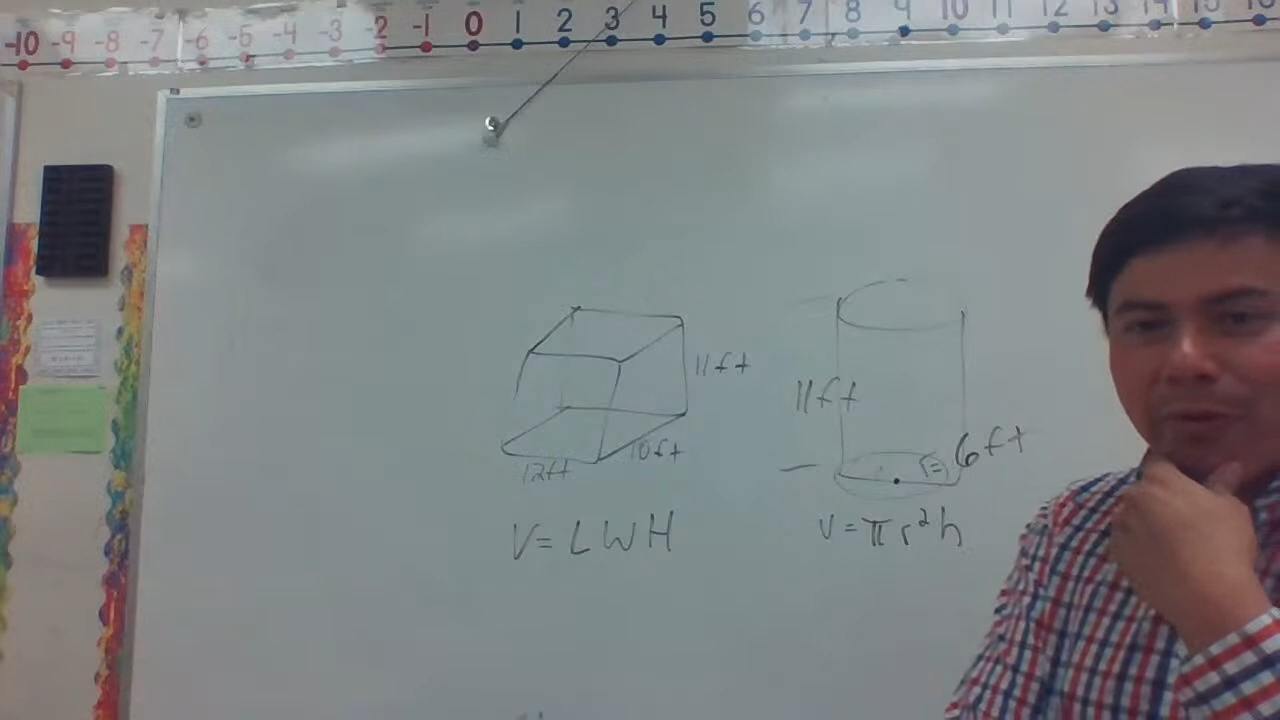 -10 -9 -8 -7 -6 -5 -4 -3 -2 -1 0 1 2 3 4 5 6 7 8 9 10 11 12 13 14 15 16
11ft
11ft
r= 6ft
10ft
12ft
V= LWH
V=πr²h